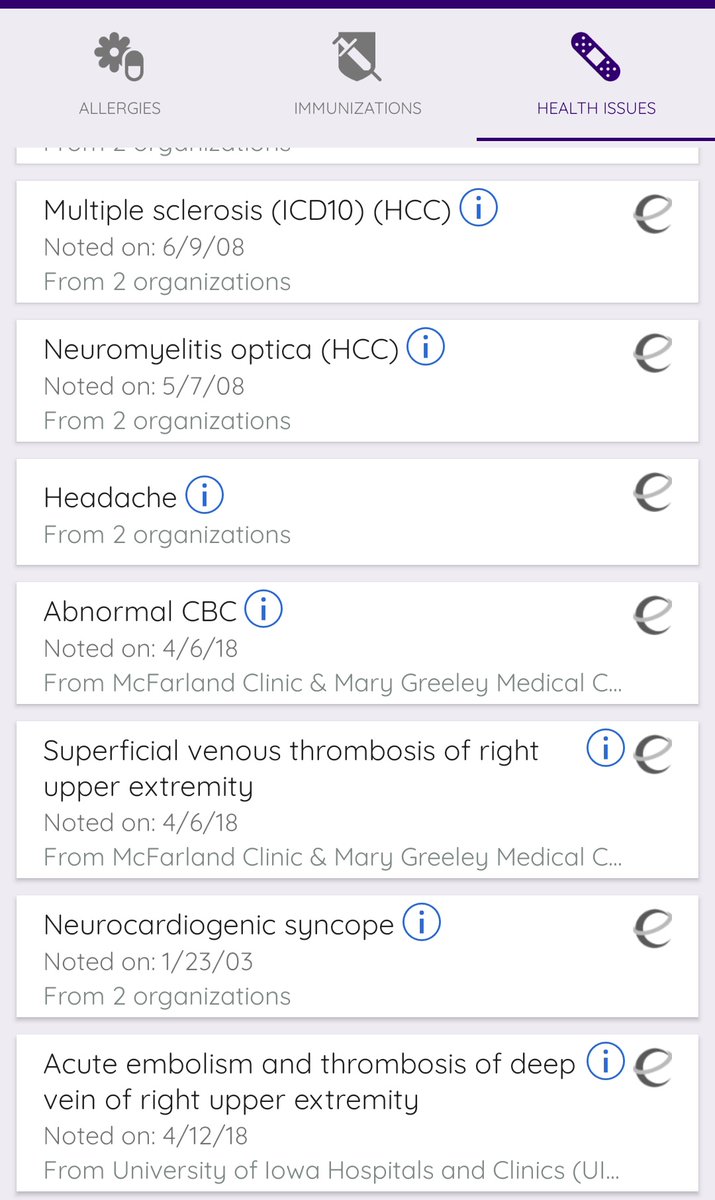 ALLERGIES
IMMUNIZATIONS
HEALTH ISSUES
From 2 organizations
Multiple sclerosis (ICD10) (HCC)
Noted on: 6/9/08
From 2 organizations
Neuromyelitis optica (HCC)
Noted on: 5/7/08
From 2 organizations
Headache
From 2 organizations
Abnormal CBC
Noted on: 4/6/18
From McFarland Clinic & Mary Greeley Medical C...
Superficial venous thrombosis of right
upper extremity
Noted on: 4/6/18
From McFarland Clinic & Mary Greeley Medical C...
Neurocardiogenic syncope
Noted on: 1/23/03
From 2 organizations
Acute embolism and thrombosis of deep
vein of right upper extremity
Noted on: 4/12/18
From University of Iowa Hospitals and Clinics (UI...